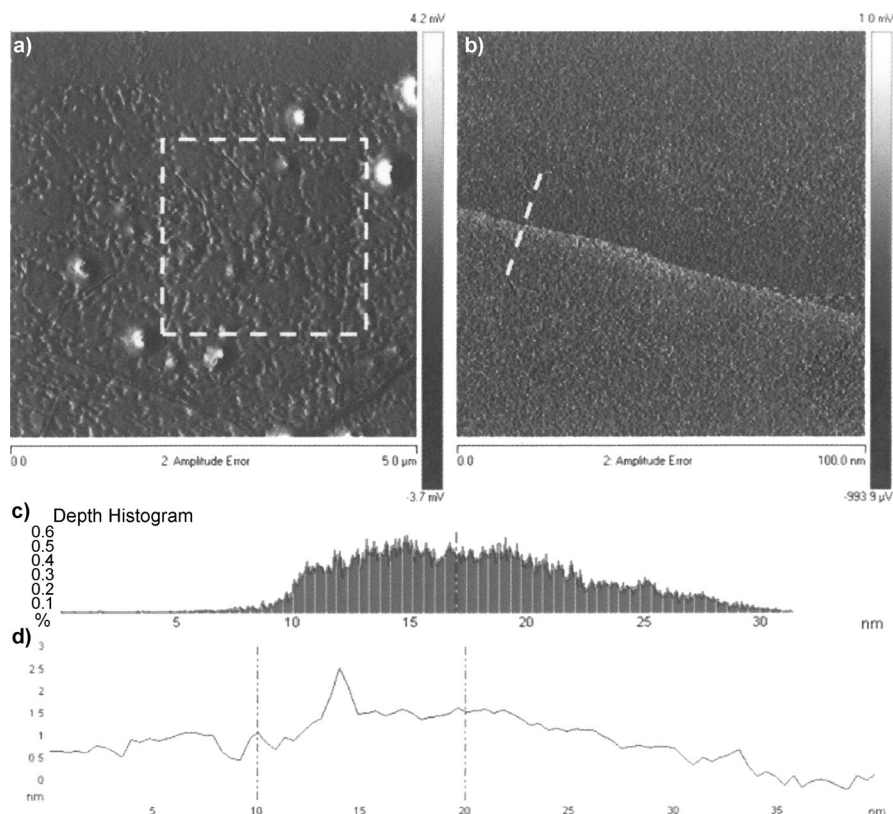 4.2 mV
1.0 mV
a)
b)
0.0 2: Amplitude Error 5.0 µm
-3.7 mV
0.0 2: Amplitude Error 100.0 nm
-993.9 µV
c)
Depth Histogram
0.6
0.5
0.4
0.3
0.2
0.1
%
5 10 15 20 25 30 nm
d)
3
2.5
2
1.5
1
0.5
0
nm
5 10 15 20 25 30 35 nm